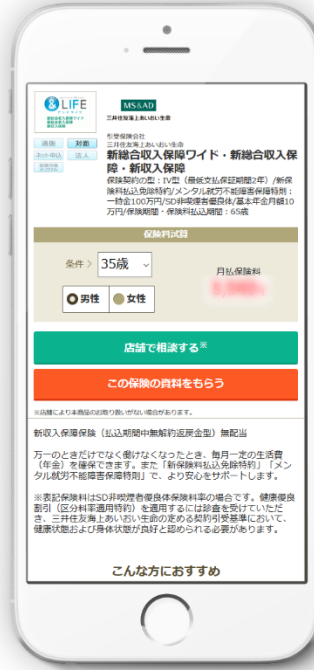 &LIFE
新総合収入保障ワイド
新総合収入保障
新収入保障
MS&AD
三井住友海上あいおい生命
通販
対面
ネット申込
法人
引受保険会社
三井住友海上あいおい生命
新総合収入保障ワイド・新総合収入保
障・新収入保障
保険契約の型：Ⅳ型（最低支払保証期間2年）/新保
険料払込免除特約/メンタル就労不能障害保障特則：
一時金100万円/SD非喫煙者優良体/基本年金月額10
万円/保険期間・保険料払込期間：65歳
保険料試算
条件 > 35歳
男性 女性
月払保険料
店舗で相談する※
この保険の資料をもらう
※店舗により本商品のお取り扱いがない場合があります。
新収入保障保険（払込期間中無解約返戻金型）無配当
万一のときだけでなく働けなくなったとき、毎月一定の生活費
（年金）を確保できます。また「新保険料払込免除特約」「メン
タル就労不能障害保障特則」で、より安心をサポートします。
※表記保険料はSD非喫煙者優良体保険料率の場合です。健康優良
割引（区分料率適用特約）を適用するには診査を受けていただ
き、三井住友海上あいおい生命の定める契約引受基準において、
健康状態および身体状態が良好と認められる必要があります。
こんな方におすすめ